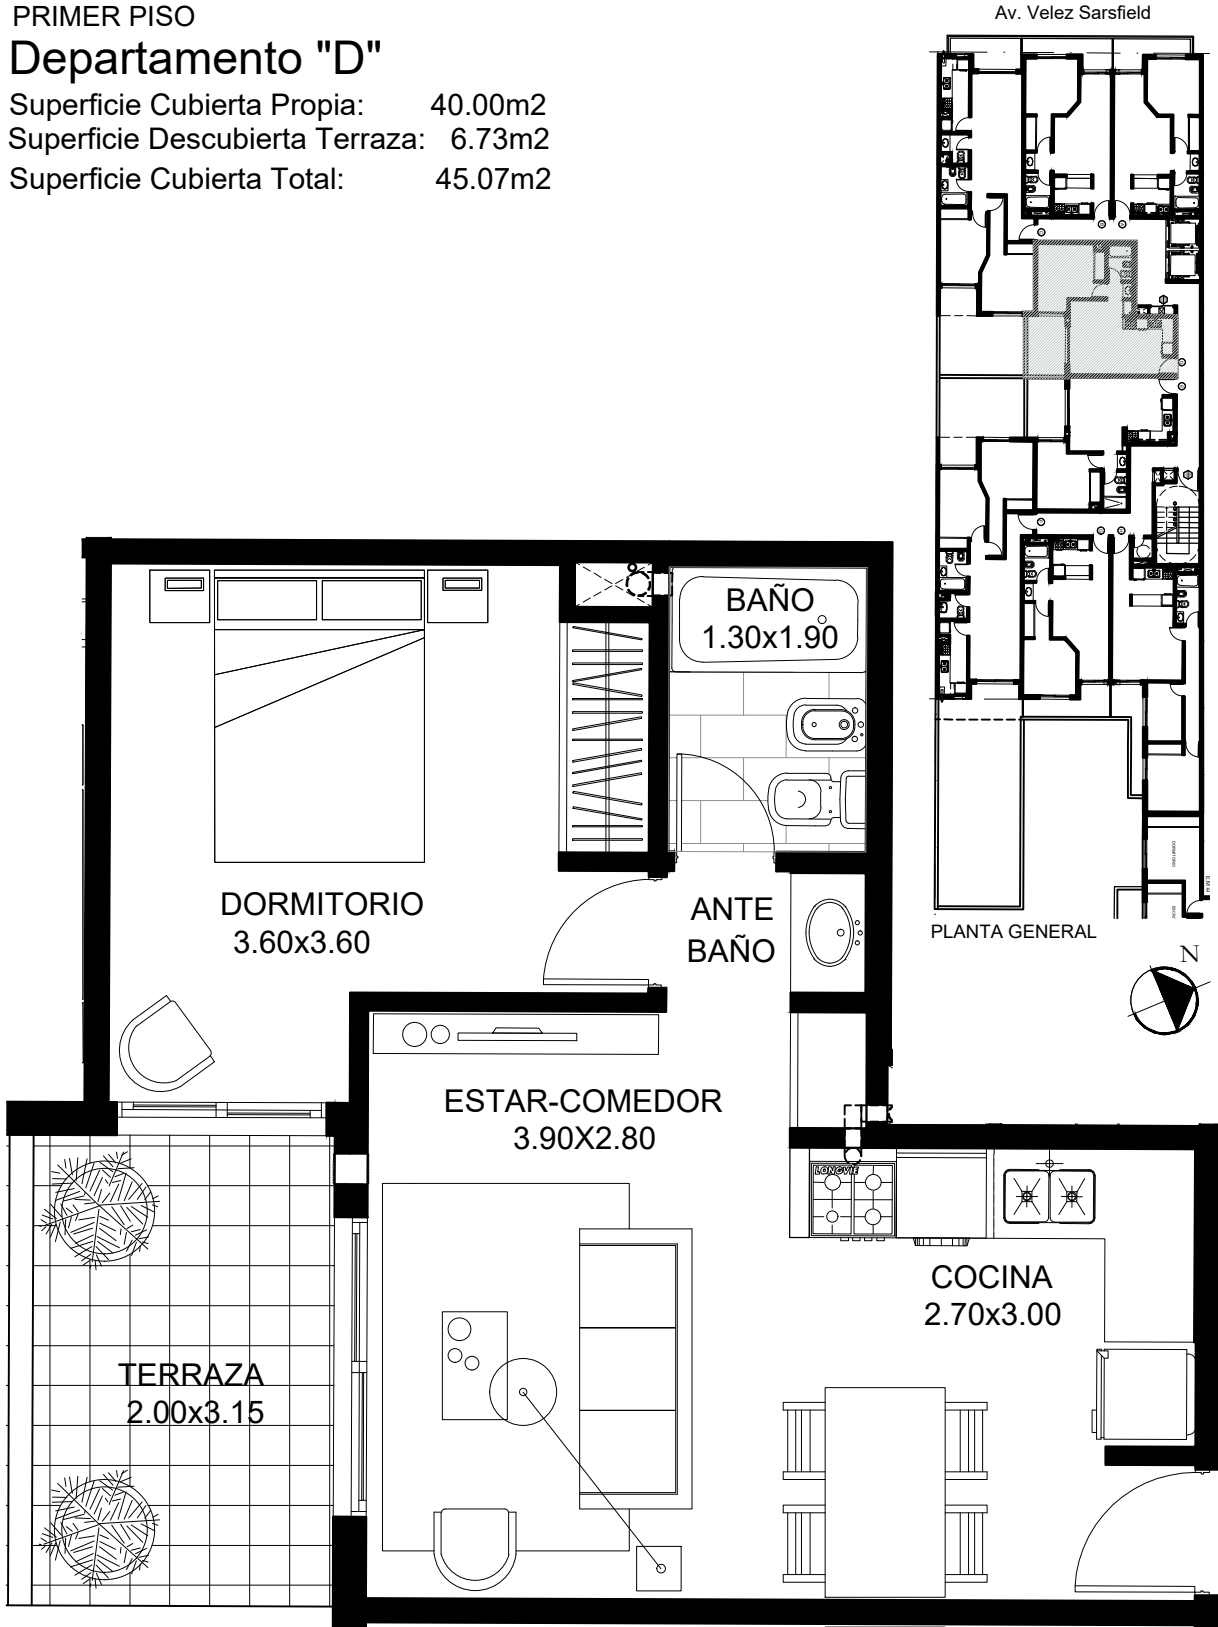 PRIMER PISO
Departamento "D"
Superficie Cubierta Propia: 40.00m2
Superficie Descubierta Terraza: 6.73m2
Superficie Cubierta Total: 45.07m2
Av. Velez Sarsfield
DORMITORIO
PLANTA GENERAL
N
BAÑO
1.30x1.90
DORMITORIO
3.60x3.60
ANTE
BAÑO
ESTAR-COMEDOR
3.90X2.80
LONGVIE
COCINA
2.70x3.00
TERRAZA
2.00x3.15